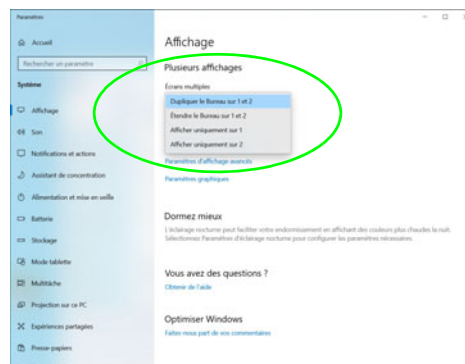 Paramètres
Accueil
Rechercher un paramètre
Système
Affichage
Son
Notifications et actions
Assistant de concentration
Alimentation et mise en veille
Batterie
Stockage
Mode tablette
Multitâche
Projection sur ce PC
Expériences partagées
Presse-papiers
Affichage
Plusieurs affichages
Écrans multiples
Dupliquer le Bureau sur 1 et 2
Étendre le Bureau sur 1 et 2
Afficher uniquement sur 1
Afficher uniquement sur 2
Paramètres d'affichage avancés
Paramètres graphiques
Dormez mieux
L'éclairage nocturne peut faciliter votre endormissement en affichant des couleurs plus chaudes la nuit.
Sélectionnez Paramètres d'éclairage nocturne pour configurer les paramètres nécessaires.
Vous avez des questions ?
Obtenir de l'aide
Optimiser Windows
Faites-nous part de vos commentaires